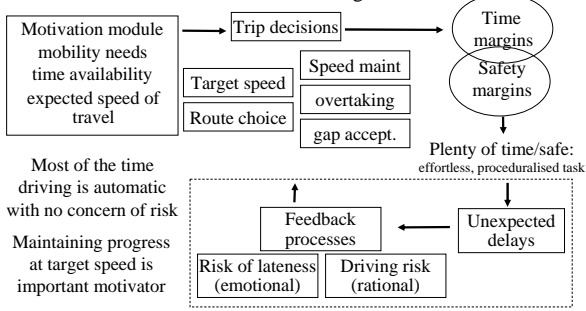 Motivation module
mobility needs
time availability
expected speed of
travel
Trip decisions
Target speed
Route choice
Speed maint
overtaking
gap accept.
Time
margins
Safety
margins
Plenty of time/safe:
effortless, proceduralised task
Most of the time
driving is automatic
with no concern of risk
Maintaining progress
at target speed is
important motivator
Feedback
processes
Unexpected
delays
Risk of lateness
(emotional)
Driving risk
(rational)